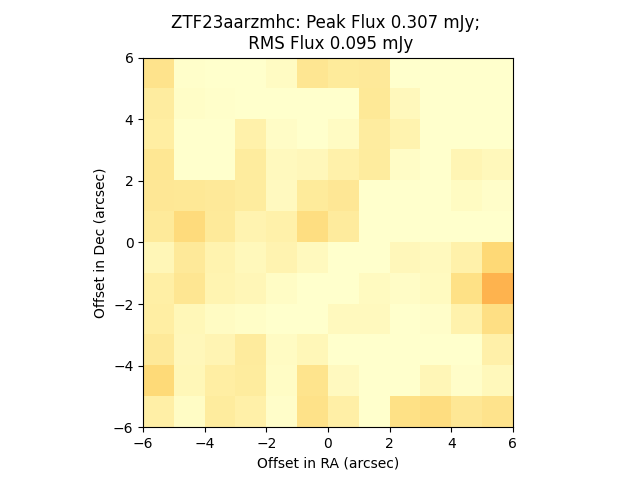 ZTF23aarzmhc: Peak Flux 0.307 mJy;
RMS Flux 0.095 mJy
6
4
2
0
−2
−4
−6
Offset in Dec (arcsec)
−6 −4 −2 0 2 4 6
Offset in RA (arcsec)